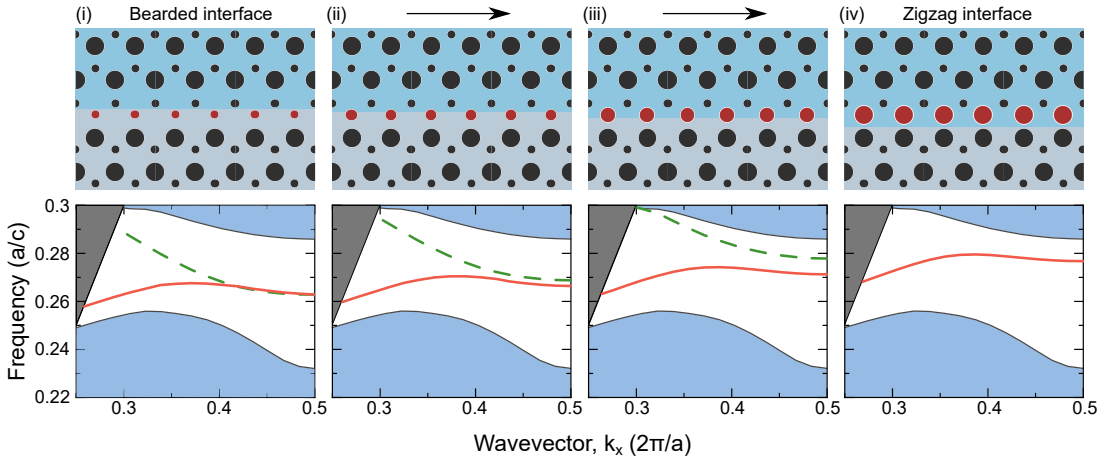 (i) Bearded interface
(ii)
(iii)
(iv) Zigzag interface
Frequency (a/c)
0.3
0.28
0.26
0.24
0.22
0.3 0.4 0.5
0.3 0.4 0.5
0.3 0.4 0.5
0.3 0.4 0.5
Wavevector, kₓ (2π/a)